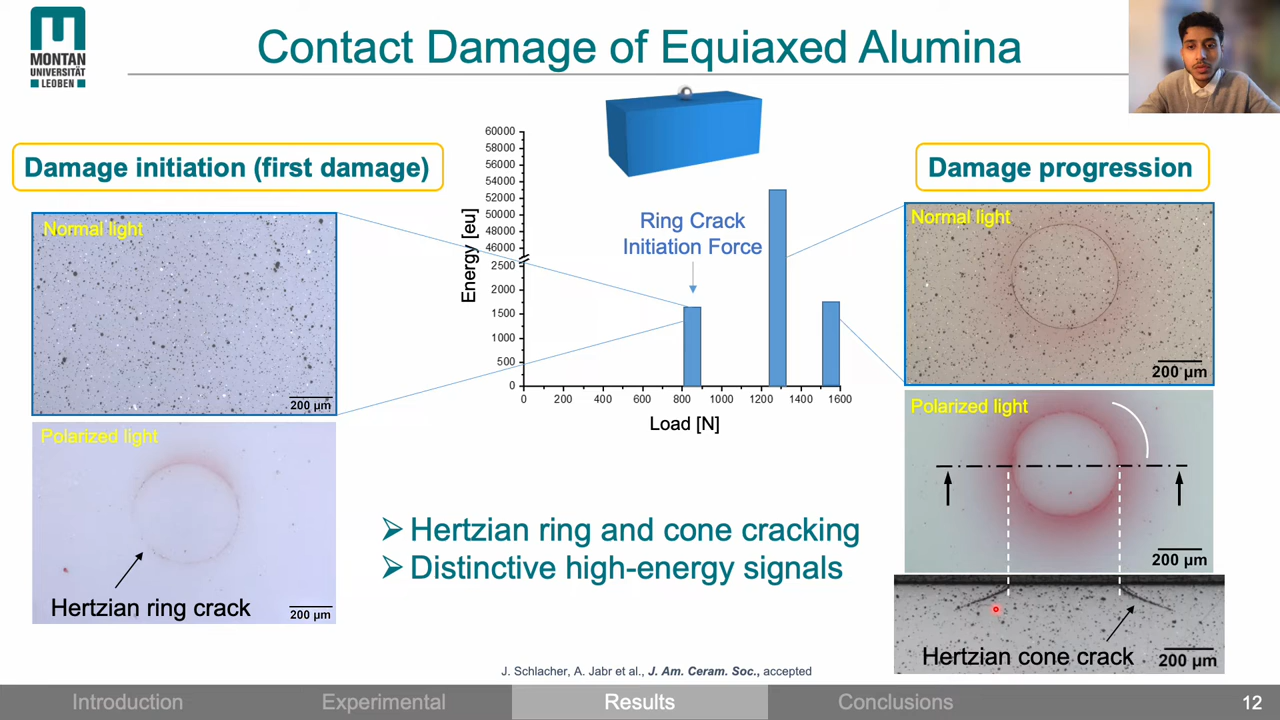 MONTAN
UNIVERSITÄT
LEOBEN
Contact Damage of Equiaxed Alumina
Damage initiation (first damage)
Normal light
200 µm
Polarized light
Hertzian ring crack
200 µm
Energy [eu]
60000
58000
56000
54000
52000
50000
48000
46000
2500
2000
1500
1000
500
0
Ring Crack
Initiation Force
0 200 400 600 800 1000 1200 1400 1600
Load [N]
⮚ Hertzian ring and cone cracking
⮚ Distinctive high-energy signals
Damage progression
Normal light
200 µm
Polarized light
200 µm
Hertzian cone crack
200 µm
J. Schlacher, A. Jabr et al., J. Am. Ceram. Soc., accepted
Introduction
Experimental
Results
Conclusions
12